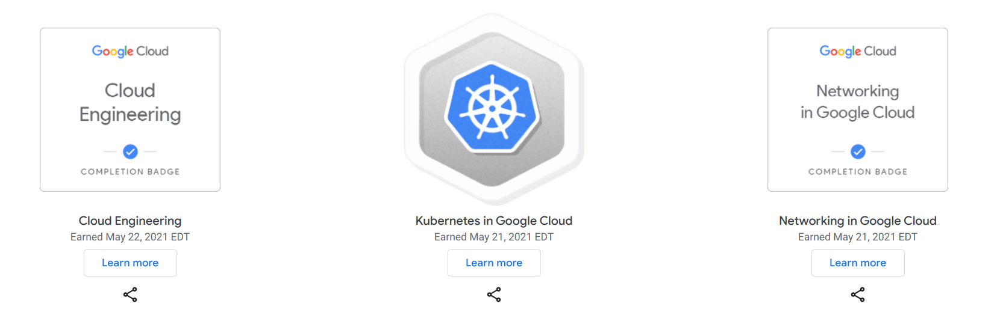 Google Cloud
Cloud
Engineering
COMPLETION BADGE
Cloud Engineering
Earned May 22, 2021 EDT
Learn more
Kubernetes in Google Cloud
Earned May 21, 2021 EDT
Learn more
Google Cloud
Networking
in Google Cloud
COMPLETION BADGE
Networking in Google Cloud
Earned May 21, 2021 EDT
Learn more